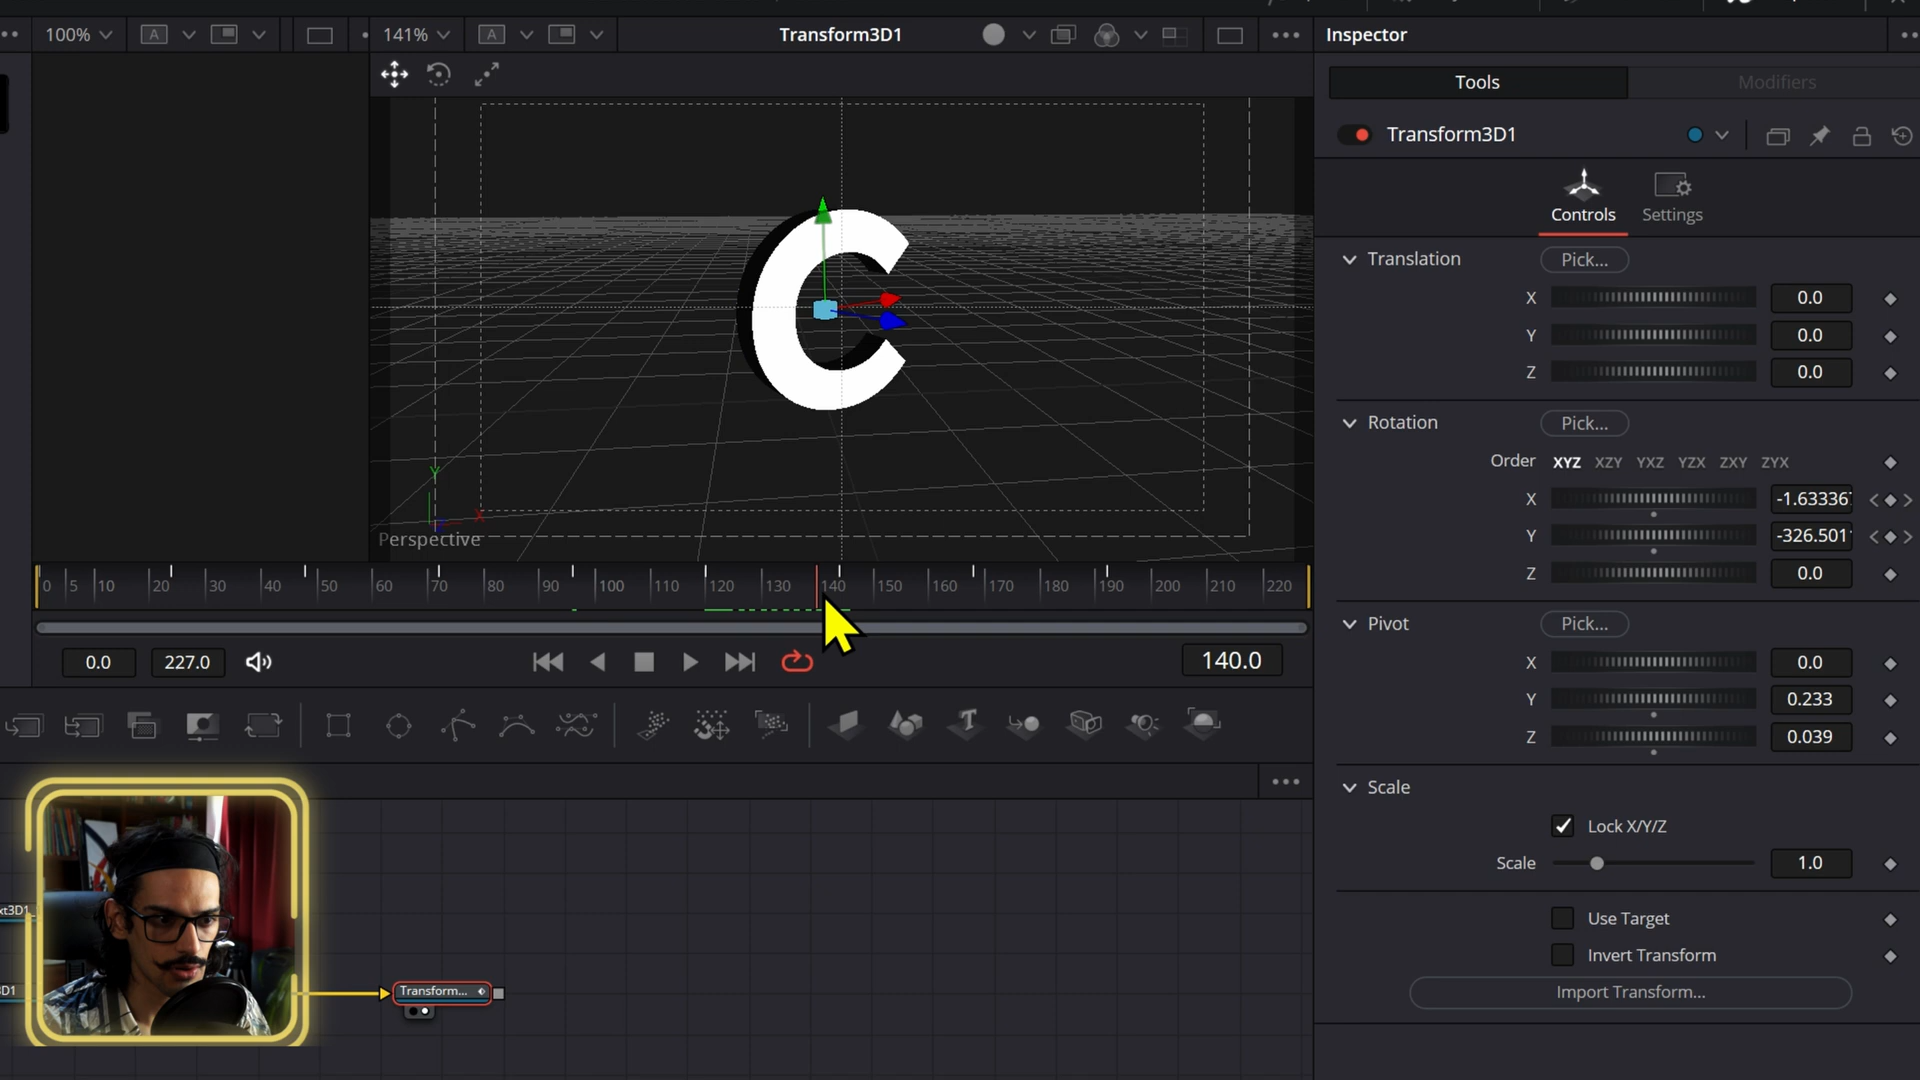 100%
A
141%
A
Transform3D1
Inspector
Tools
Modifiers
Transform3D1
Controls
Settings
Translation
Pick...
X
0.0
Y
0.0
Z
0.0
Rotation
Pick...
Order
XYZ XZY YXZ YZX ZXY ZYX
X
-1.63336
Y
-326.501
Z
0.0
Pivot
Pick...
X
0.0
Y
0.233
Z
0.039
Scale
Lock X/Y/Z
Scale
1.0
Use Target
Invert Transform
Import Transform...
C
Y
X
Perspective
0 5 10 20 30 40 50 60 70 80 90 100 110 120 130 140 150 160 170 180 190 200 210 220
0.0
227.0
140.0
T
xt3D1
3D1
Transform...